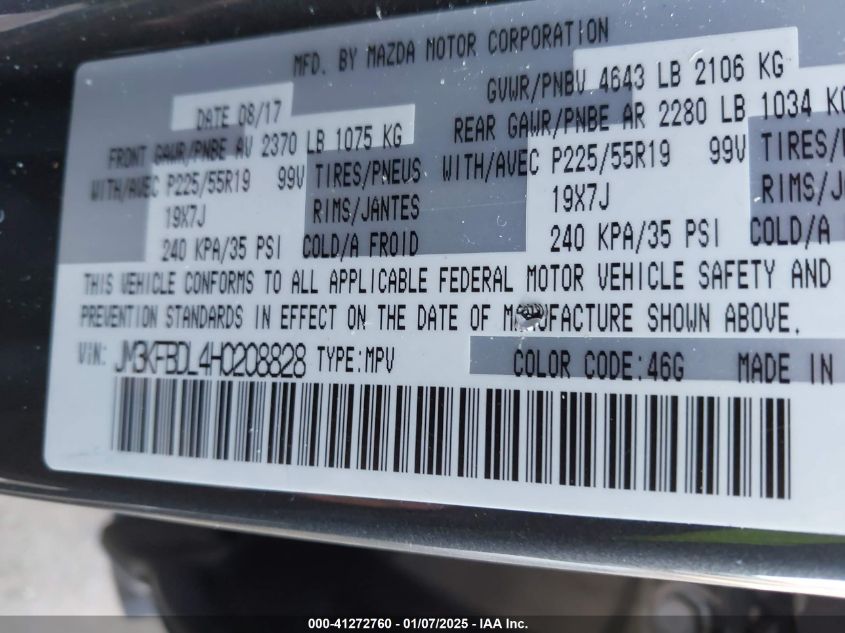 MFD. BY MAZDA MOTOR CORPORATION
DATE 08/17 GVWR/PNBV 4643 LB 2106 KG
FRONT GAWR/PNBE AV 2370 LB 1075 KG REAR GAWR/PNBE AR 2280 LB 1034 KG
WITH/AVEC P225/55R19 99V TIRES/PNEUS WITH/AVEC P225/55R19 99V TIRES/
19X7J RIMS/JANTES 19X7J RIMS/
240 KPA/35 PSI COLD/A FROID 240 KPA/35 PSI COLD/A
THIS VEHICLE CONFORMS TO ALL APPLICABLE FEDERAL MOTOR VEHICLE SAFETY AND
PREVENTION STANDARDS IN EFFECT ON THE DATE OF MANUFACTURE SHOWN ABOVE.
VIN: JM3KFBDL4H0208828 TYPE:MPV COLOR CODE:46G MADE IN
000-41272760 - 01/07/2025 - IAA Inc.